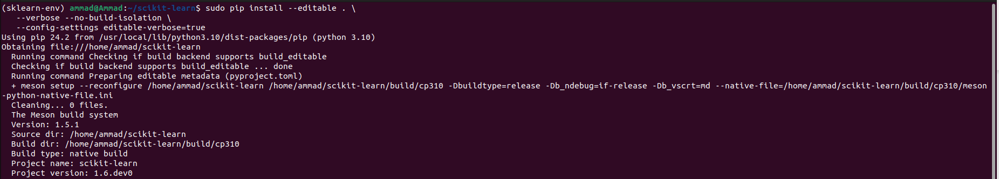 (sklearn-env) ammad@Ammad:~/scikit-learn$ sudo pip install --editable . \
   --verbose --no-build-isolation \
   --config-settings editable-verbose=true
Using pip 24.2 from /usr/local/lib/python3.10/dist-packages/pip (python 3.10)
Obtaining file:///home/ammad/scikit-learn
  Running command Checking if build backend supports build_editable
  Checking if build backend supports build_editable ... done
  Running command Preparing editable metadata (pyproject.toml)
  + meson setup --reconfigure /home/ammad/scikit-learn /home/ammad/scikit-learn/build/cp310 -Dbuildtype=release -Db_ndebug=if-release -Db_vscrt=md --native-file=/home/ammad/scikit-learn/build/cp310/meson
-python-native-file.ini
  Cleaning... 0 files.
  The Meson build system
  Version: 1.5.1
  Source dir: /home/ammad/scikit-learn
  Build dir: /home/ammad/scikit-learn/build/cp310
  Build type: native build
  Project name: scikit-learn
  Project version: 1.6.dev0